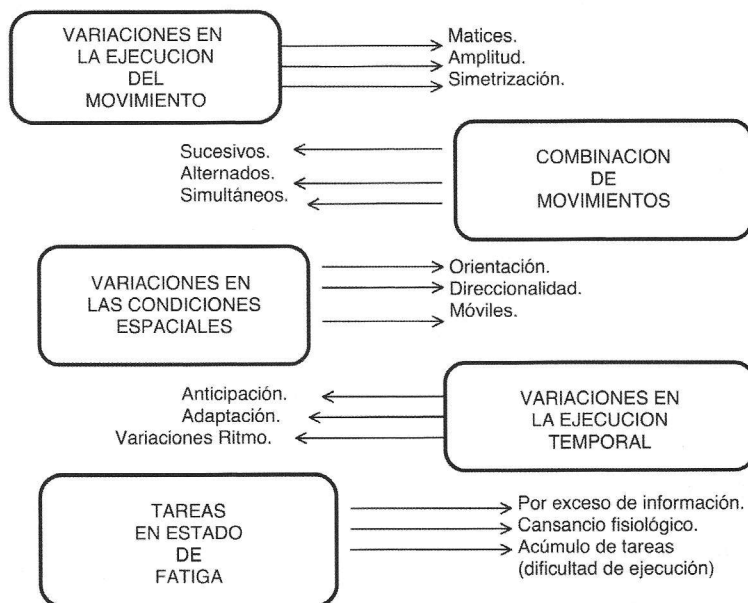 VARIACIONES EN
LA EJECUCION
DEL
MOVIMIENTO
Matices.
Amplitud.
Simetrización.
Sucesivos.
Alternados.
Simultáneos.
COMBINACION
DE
MOVIMIENTOS
VARIACIONES EN
LAS CONDICIONES
ESPACIALES
Orientación.
Direccionalidad.
Móviles.
Anticipación.
Adaptación.
Variaciones Ritmo.
VARIACIONES EN
LA EJECUCION
TEMPORAL
TAREAS
EN ESTADO
DE
FATIGA
Por exceso de información.
Cansancio fisiológico.
Acúmulo de tareas
(dificultad de ejecución)